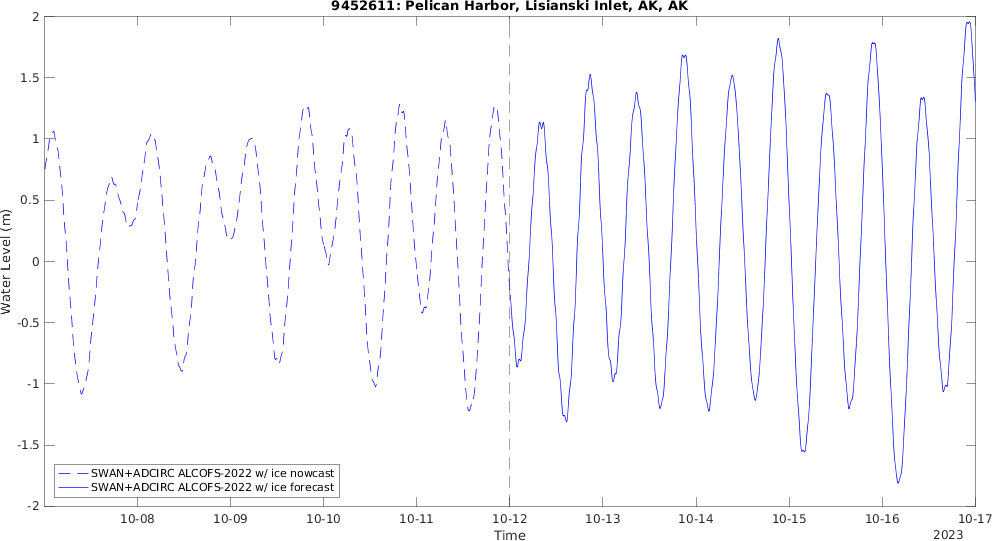 9452611: Pelican Harbor, Lisianski Inlet, AK, AK
2
1.5
1
0.5
0
-0.5
-1
-1.5
-2
Water Level (m)
SWAN+ADCIRC ALCOFS-2022 w/ ice nowcast
SWAN+ADCIRC ALCOFS-2022 w/ ice forecast
10-08 10-09 10-10 10-11 10-12 10-13 10-14 10-15 10-16 10-17
Time
2023